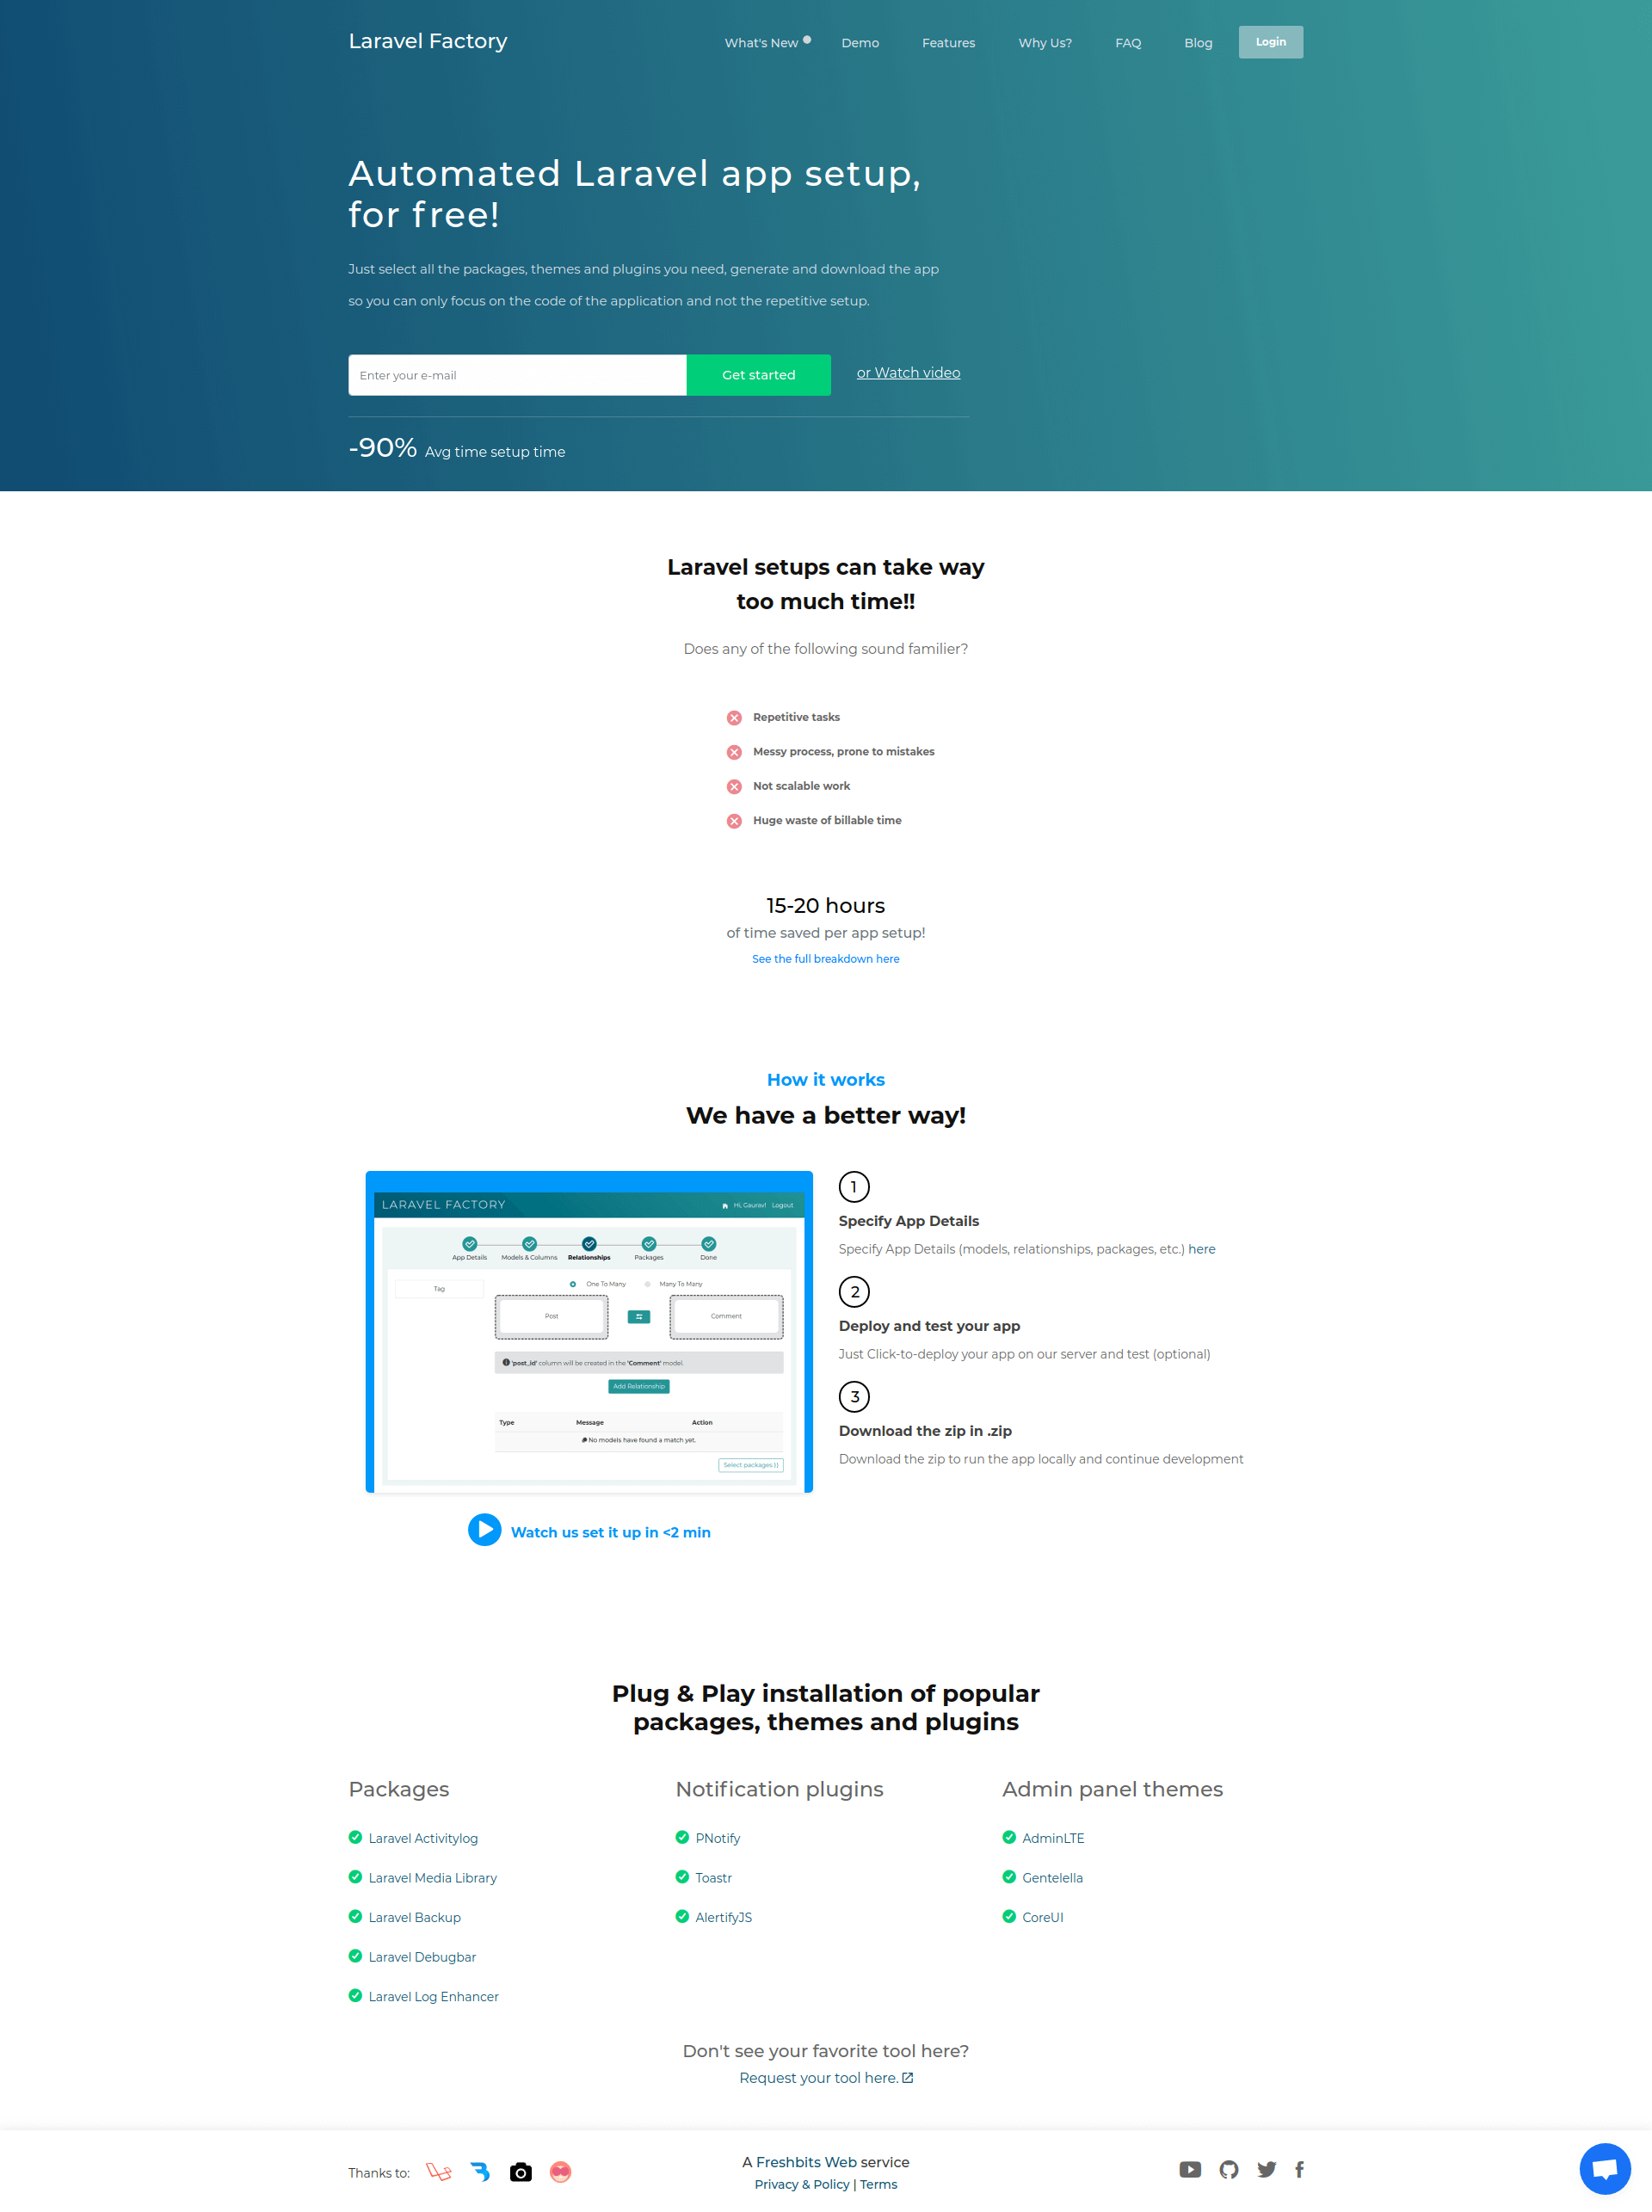 Laravel Factory
What's New
Demo
Features
Why Us?
FAQ
Blog
Login
Automated Laravel app setup,
for free!
Just select all the packages, themes and plugins you need, generate and download the app
so you can only focus on the code of the application and not the repetitive setup.
Enter your e-mail
Get started
or Watch video
-90% Avg time setup time
Laravel setups can take way
too much time!!
Does any of the following sound familier?
Repetitive tasks
Messy process, prone to mistakes
Not scalable work
Huge waste of billable time
15-20 hours
of time saved per app setup!
See the full breakdown here
How it works
We have a better way!
LARAVEL FACTORY
Hi, Gaurav!
Logout
App Details
Models & Columns
Relationships
Packages
Done
Tag
One To Many
Many To Many
Post
Comment
'post_id' column will be created in the 'Comment' model.
Add Relationship
Type
Message
Action
No models have found a match yet.
Select packages ⟩⟩
Watch us set it up in <2 min
1
Specify App Details
Specify App Details (models, relationships, packages, etc.) here
2
Deploy and test your app
Just Click-to-deploy your app on our server and test (optional)
3
Download the zip in .zip
Download the zip to run the app locally and continue development
Plug & Play installation of popular
packages, themes and plugins
Packages
Laravel Activitylog
Laravel Media Library
Laravel Backup
Laravel Debugbar
Laravel Log Enhancer
Notification plugins
PNotify
Toastr
AlertifyJS
Admin panel themes
AdminLTE
Gentelella
CoreUI
Don't see your favorite tool here?
Request your tool here.
Thanks to:
A Freshbits Web service
Privacy & Policy | Terms